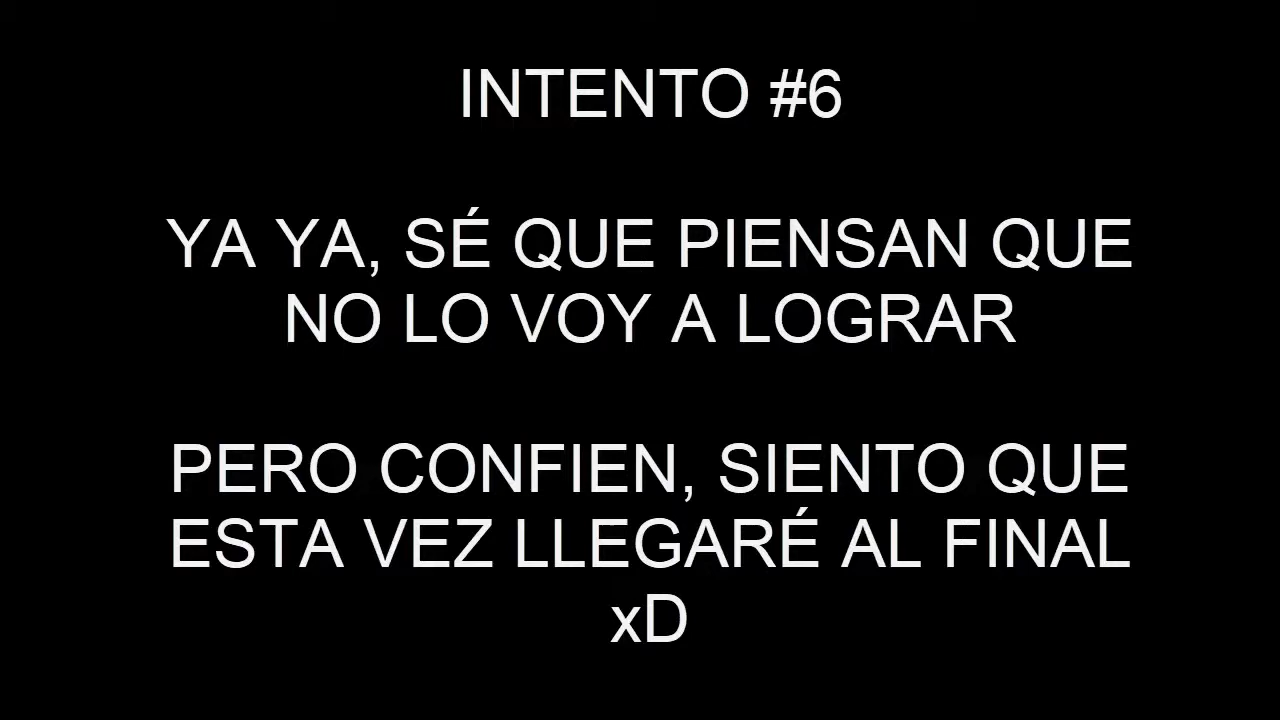 INTENTO #6
YA YA, SÉ QUE PIENSAN QUE
NO LO VOY A LOGRAR
PERO CONFIEN, SIENTO QUE
ESTA VEZ LLEGARÉ AL FINAL
xD